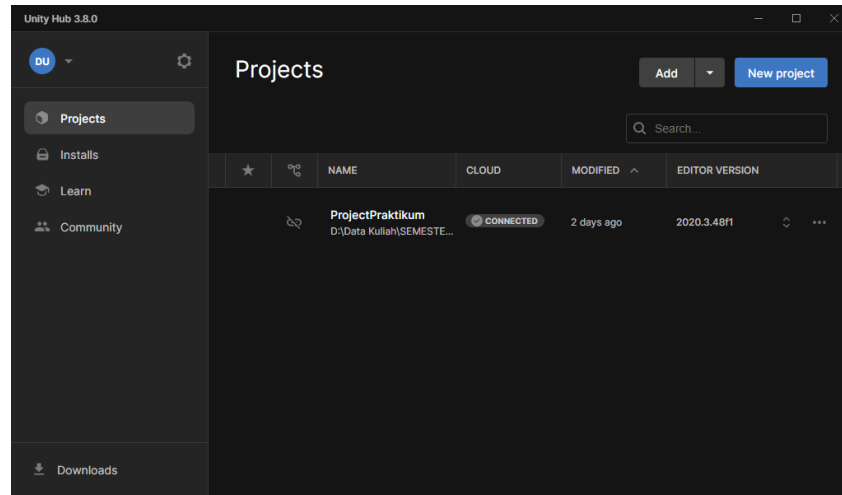 Unity Hub 3.8.0
DU
Projects
Installs
Learn
Community
Downloads
Projects
Add
New project
Search...
NAME CLOUD MODIFIED EDITOR VERSION
ProjectPraktikum CONNECTED 2 days ago 2020.3.48f1
D:\Data Kuliah\SEMESTE...